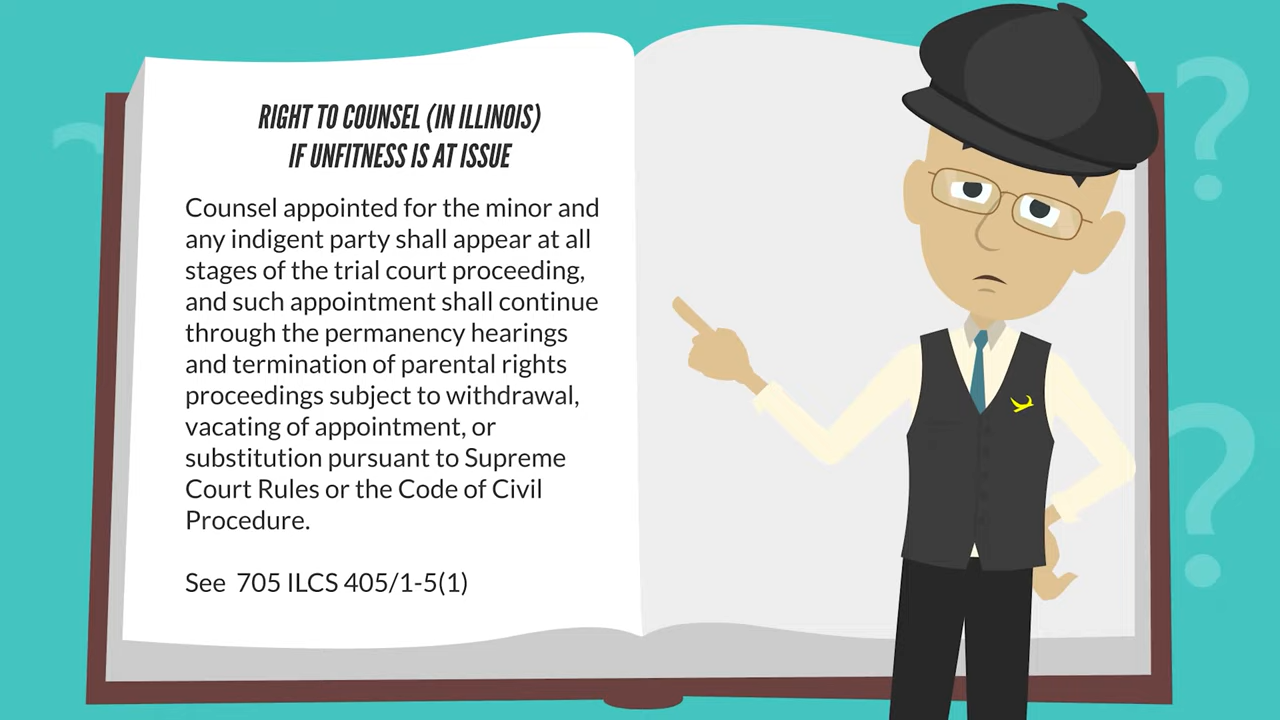 RIGHT TO COUNSEL (IN ILLINOIS)
IF UNFITNESS IS AT ISSUE
Counsel appointed for the minor and
any indigent party shall appear at all
stages of the trial court proceeding,
and such appointment shall continue
through the permanency hearings
and termination of parental rights
proceedings subject to withdrawal,
vacating of appointment, or
substitution pursuant to Supreme
Court Rules or the Code of Civil
Procedure.
See 705 ILCS 405/1-5(1)